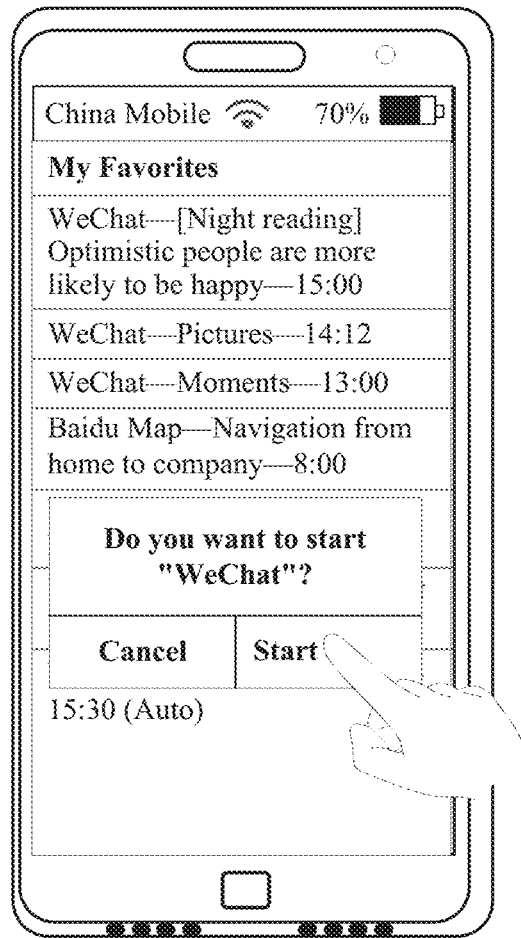 China Mobile 70%
My Favorites
WeChat----[Night reading]
Optimistic people are more
likely to be happy----15:00
WeChat----Pictures----14:12
WeChat----Moments----13:00
Baidu Map----Navigation from
home to company----8:00
Do you want to start
"WeChat"?
Cancel Start
15:30 (Auto)